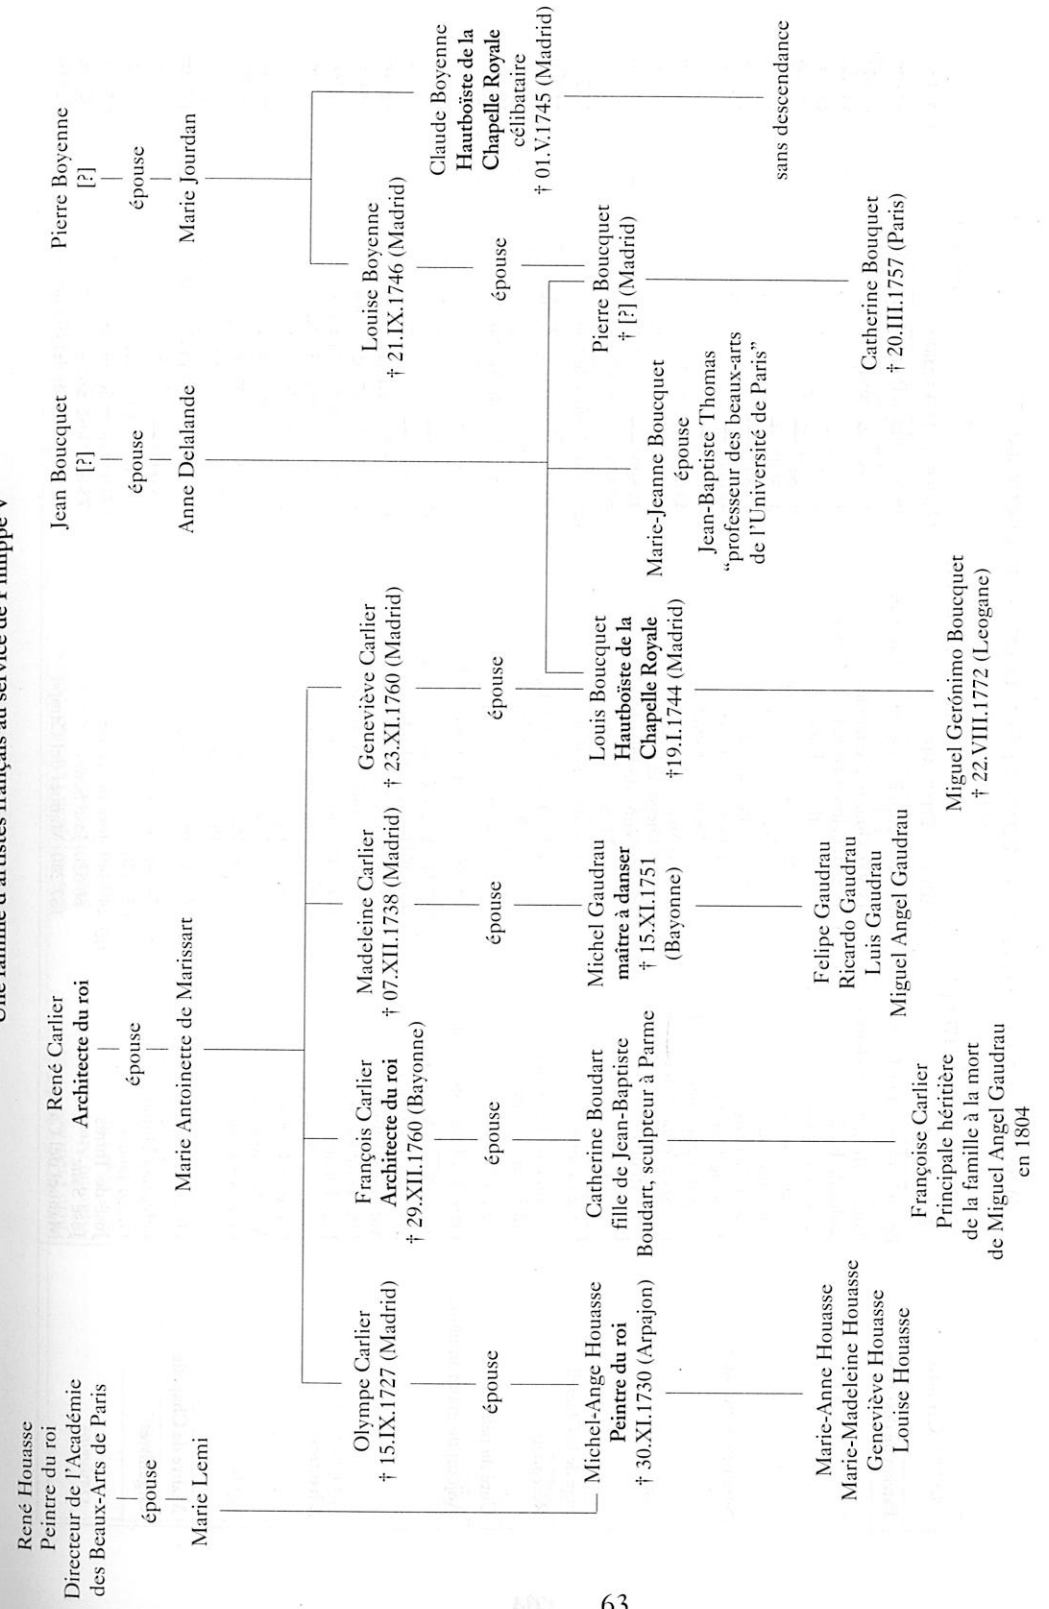 Une famille d'artistes français au service de Philippe V
René Houasse
Peintre du roi
Directeur de l'Académie
des Beaux-Arts de Paris
épouse
Marie Lemi
René Carlier
Architecte du roi
épouse
Marie Antoinette de Marissart
Jean Boucquet
[?]
épouse
Anne Delalande
Pierre Boyenne
[?]
épouse
Marie Jourdan
Olympe Carlier
† 15.IX.1727 (Madrid)
épouse
Michel-Ange Houasse
Peintre du roi
† 30.XI.1730 (Arpajon)
Marie-Anne Houasse
Marie-Madeleine Houasse
Geneviève Houasse
Louise Houasse
François Carlier
Architecte du roi
† 29.XII.1760 (Bayonne)
épouse
Catherine Boudart
fille de Jean-Baptiste
Boudart, sculpteur à Parme
Françoise Carlier
Principale héritière
de la famille à la mort
de Miguel Angel Gaudrau
en 1804
Madeleine Carlier
† 07.XII.1738 (Madrid)
épouse
Michel Gaudrau
maître à danser
† 15.XI.1751
(Bayonne)
Felipe Gaudrau
Ricardo Gaudrau
Luis Gaudrau
Miguel Angel Gaudrau
Geneviève Carlier
† 23.XI.1760 (Madrid)
épouse
Louis Boucquet
Hautboïste de la
Chapelle Royale
†19.I.1744 (Madrid)
Miguel Gerónimo Boucquet
† 22.VIII.1772 (Leogane)
Marie-Jeanne Boucquet
épouse
Jean-Baptiste Thomas
“professeur des beaux-arts
de l'Université de Paris”
Louise Boyenne
† 21.IX.1746 (Madrid)
épouse
Pierre Boucquet
† [?] (Madrid)
Catherine Bouquet
† 20.III.1757 (Paris)
Claude Boyenne
Hautboïste de la
Chapelle Royale
célibataire
† 01.V.1745 (Madrid)
sans descendance
63